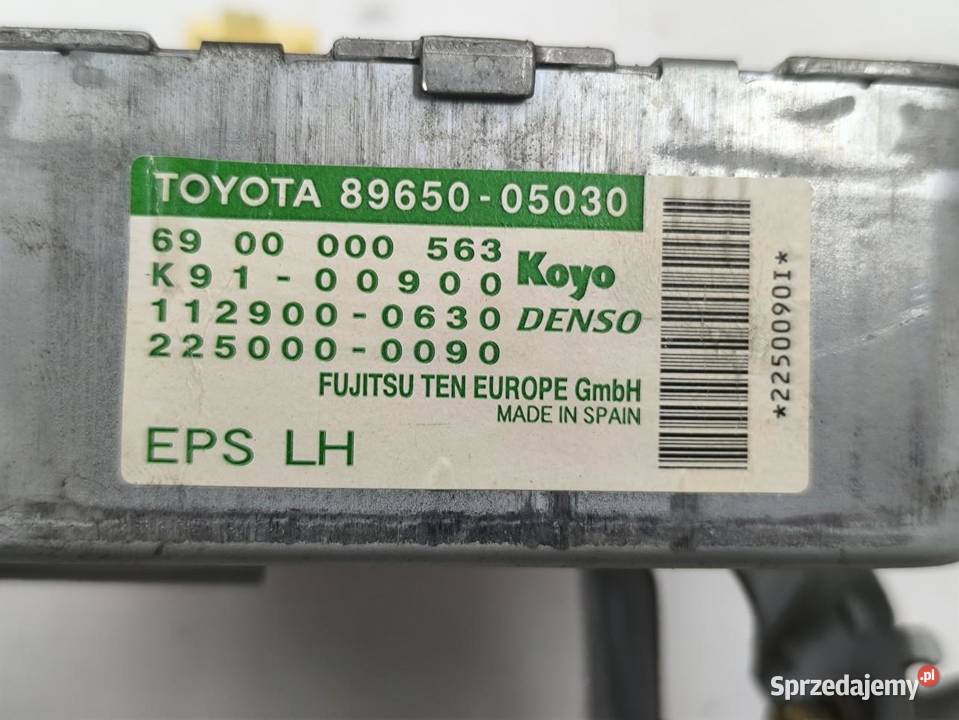 TOYOTA 89650-05030
69 00 000 563
K91-00900 Koyo
112900-0630 DENSO
225000-0090
FUJITSU TEN EUROPE GmbH
MADE IN SPAIN
EPS LH
*2250090I*
Sprzedajemy.pl